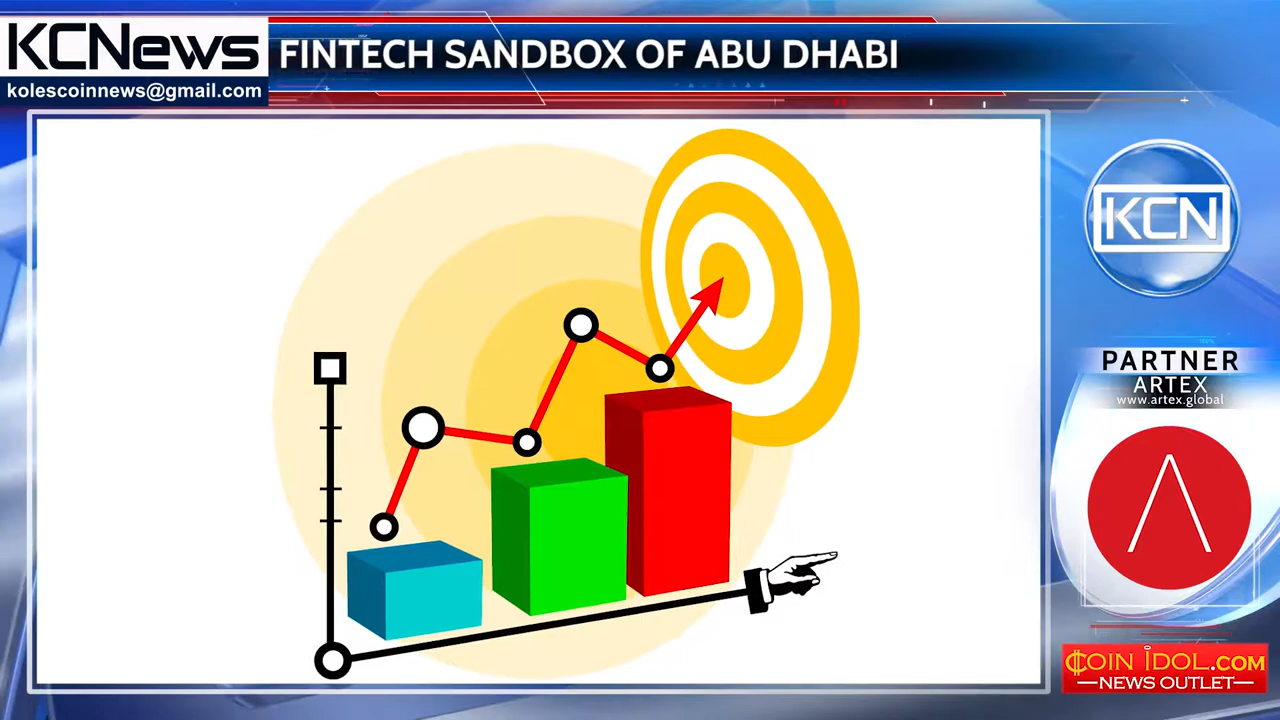 KCNews
kolescoinnews@gmail.com
FINTECH SANDBOX OF ABU DHABI
KCN
PARTNER
ARTEX
www.artex.global
COIN IDOL.COM
NEWS OUTLET